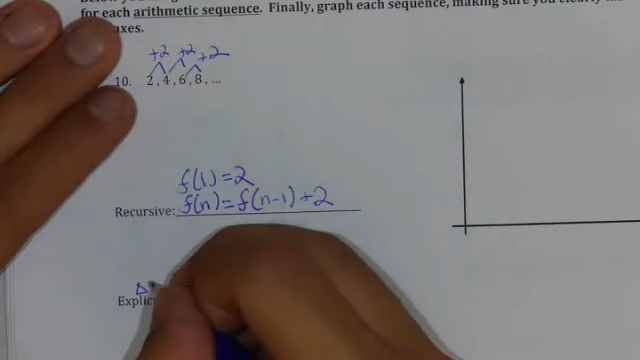 for each arithmetic sequence. Finally, graph each sequence, making sure you clearly
axes.
+2 +2 +2
10. 2, 4, 6, 8, ...
f(1)=2
Recursive: f(n)=f(n-1)+2
Explic